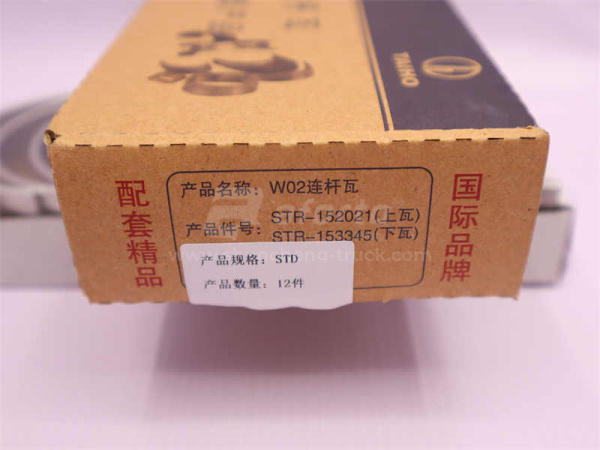 TAIHO
配套精品
产品名称: W02连杆瓦
产品件号: STR-152021(上瓦)
STR-153345(下瓦)
产品规格: STD
产品数量: 12件
国际品牌